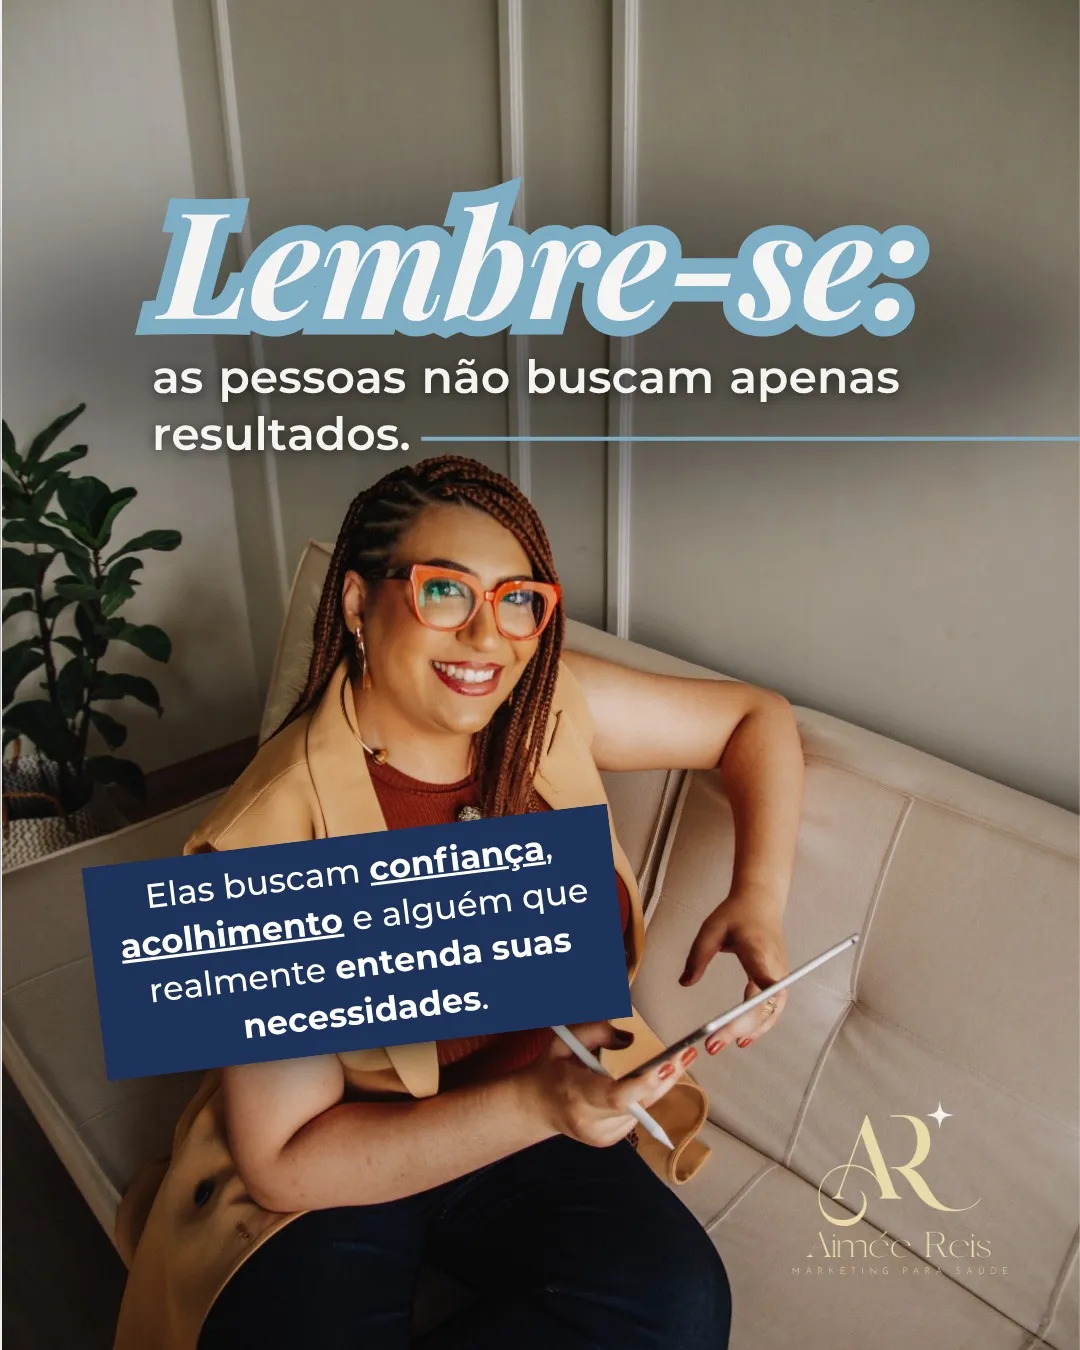 Lembre-se:
as pessoas não buscam apenas
resultados.
Elas buscam confiança,
acolhimento e alguém que
realmente entenda suas
necessidades.
AR
Aimée Reis
MARKETING PARA SAÚDE